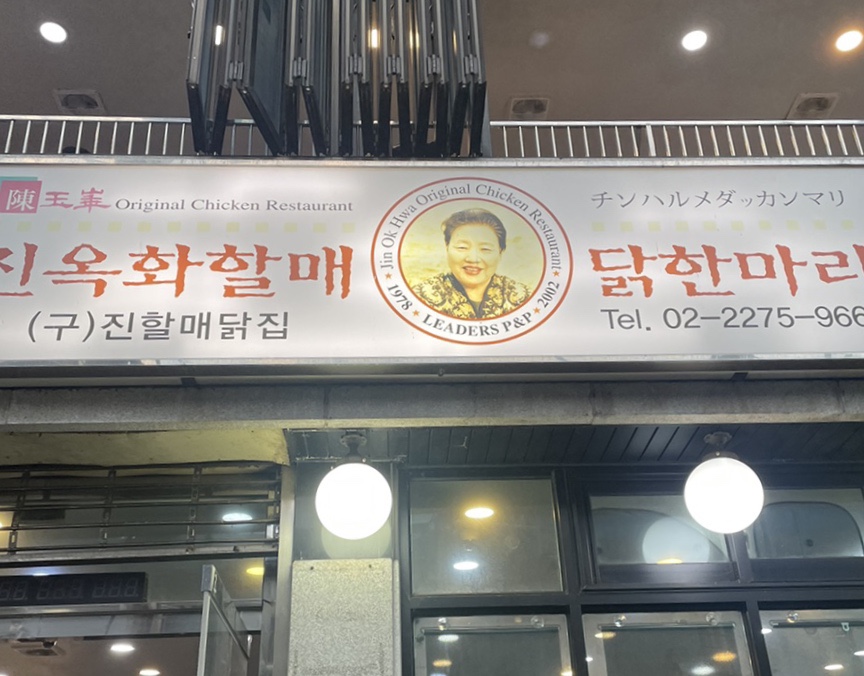 陳玉華 Original Chicken Restaurant
진옥화할매
(구)진할매닭집
Jin Ok Hwa Original Chicken Restaurant
1978 LEADERS P&P 2002
チンハルメダッカンマリ
닭한마리
Tel. 02-2275-966